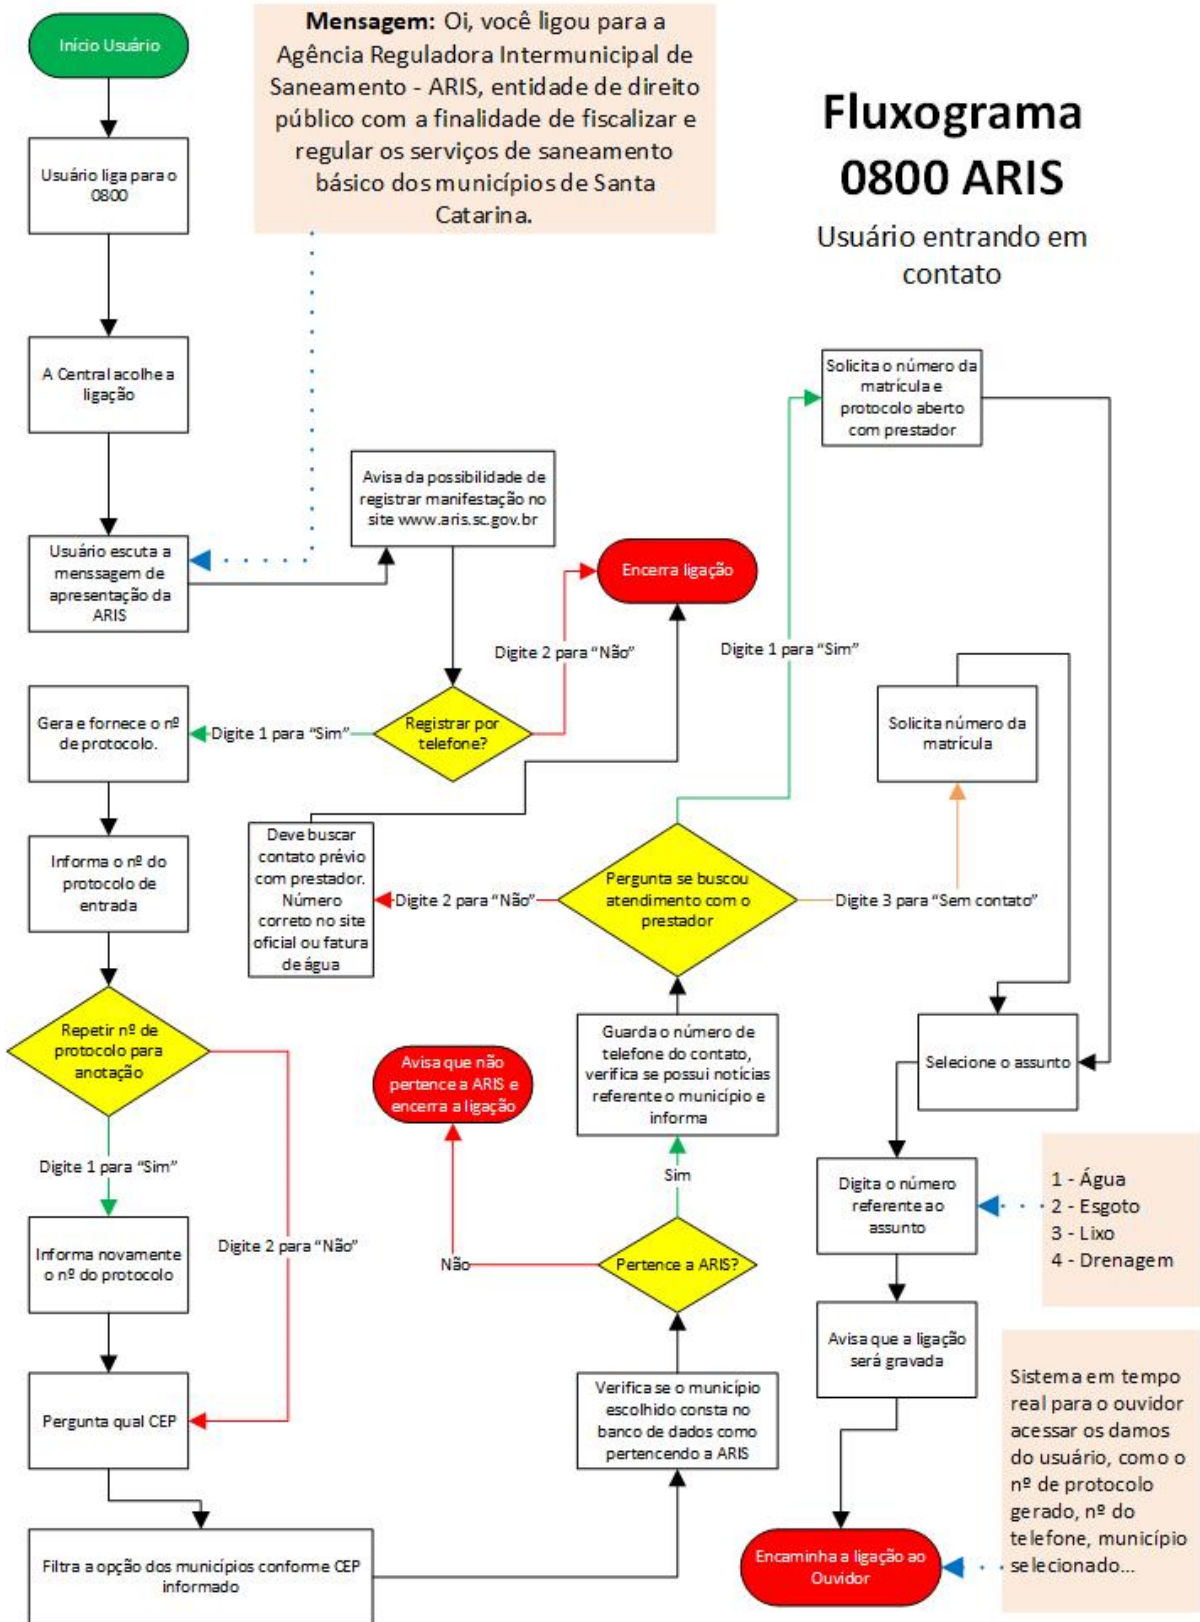 Início Usuário
Mensagem: Oi, você ligou para a
Agência Reguladora Intermunicipal de
Saneamento - ARIS, entidade de direito
público com a finalidade de fiscalizar e
regular os serviços de saneamento
básico dos municípios de Santa
Catarina.
Fluxograma
0800 ARIS
Usuário entrando em
contato
Usuário liga para o
0800
A Central acolhe a
ligação
Usuário escuta a
menssagem de
apresentação da
ARIS
Avisa da possibilidade de
registrar manifestação no
site www.aris.sc.gov.br
Registrar por
telefone?
Digite 2 para “Não”
Encerra ligação
Digite 1 para “Sim”
Gera e fornece o nº
de protocolo.
Informa o nº do
protocolo de
entrada
Repetir nº de
protocolo para
anotação
Digite 1 para “Sim”
Digite 2 para “Não”
Informa novamente
o nº do protocolo
Pergunta qual CEP
Filtra a opção dos municípios conforme CEP
informado
Verifica se o município
escolhido consta no
banco de dados como
pertencendo a ARIS
Pertence a ARIS?
Não
Avisa que não
pertence a ARIS e
encerra a ligação
Sim
Guarda o número de
telefone do contato,
verifica se possui notícias
referente o município e
informa
Pergunta se buscou
atendimento com o
prestador
Digite 2 para “Não”
Deve buscar
contato prévio
com prestador.
Número
correto no site
oficial ou fatura
de água
Digite 1 para “Sim”
Solicita o número da
matrícula e
protocolo aberto
com prestador
Digite 3 para “Sem contato”
Solicita número da
matrícula
Selecione o assunto
Digita o número
referente ao
assunto
1 - Água
2 - Esgoto
3 - Lixo
4 - Drenagem
Avisa que a ligação
será gravada
Encaminha a ligação ao
Ouvidor
Sistema em tempo
real para o ouvidor
acessar os damos
do usuário, como o
nº de protocolo
gerado, nº do
telefone, município
selecionado...